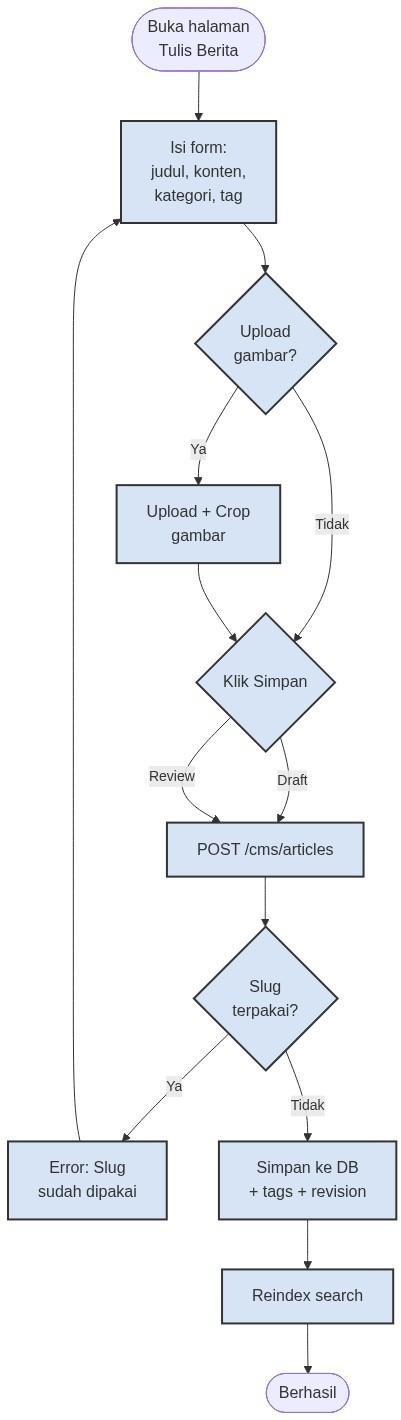 Buka halaman
Tulis Berita
Isi form:
judul, konten,
kategori, tag
Upload
gambar?
Ya
Upload + Crop
gambar
Tidak
Klik Simpan
Review
Draft
POST /cms/articles
Slug
terpakai?
Ya
Tidak
Error: Slug
sudah dipakai
Simpan ke DB
+ tags + revision
Reindex search
Berhasil